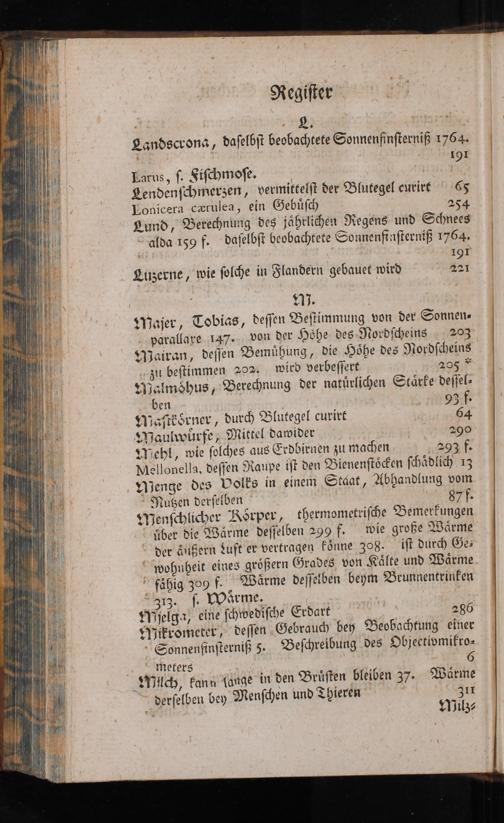 Register
L.
Landscrona, daselbst beobachtete Sonnenfinsterniß 1764.
191
Larus, s. Fischmose.
Lendenschmerzen, vermittelst der Blutegel curirt 65
Lonicera cærulea, ein Gebüsch 254
Lund, Berechnung des jährlichen Regens und Schnees
alda 159 f. daselbst beobachtete Sonnenfinsterniß 1764.
191
Luzerne, wie solche in Flandern gebauet wird 221
M.
Majer, Tobias, dessen Bestimmung von der Sonnen-
parallaxe 147. von der Höhe des Nordscheins 203
Mairan, dessen Bemühung, die Höhe des Nordscheins
zu bestimmen 202. wird verbessert 205 *
Malmöhus, Berechnung der natürlichen Stärke dessel-
ben 93 f.
Mastkörner, durch Blutegel curirt 64
Maulwürfe, Mittel dawider 290
Mehl, wie solches aus Erdbirnen zu machen 293 f.
Mellonella, dessen Raupe ist den Bienenstöcken schädlich 13
Menge des Volks in einem Staat, Abhandlung vom
Nutzen derselben 87 f.
Menschlicher Körper, thermometrische Bemerkungen
über die Wärme desselben 299 f. wie große Wärme
der äußern Luft er vertragen könne 308. ist durch Ge-
wohnheit eines größern Grades von Kälte und Wärme
fähig 309 f. Wärme desselben beym Brunnentrinken
313. s. Wärme.
Mjelga, eine schwedische Erdart 286
Mikrometer, dessen Gebrauch bey Beobachtung einer
Sonnenfinsterniß 5. Beschreibung des Objectivmikro-
meters 6
Milch, kann lange in den Brüsten bleiben 37. Wärme
derselben bey Menschen und Thieren 311
Milz-